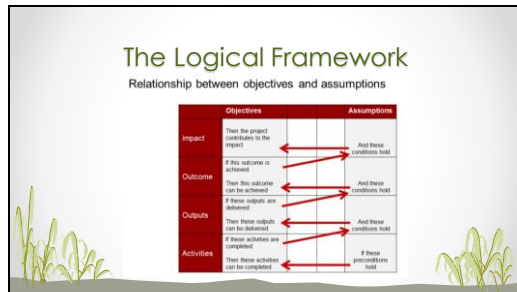 The Logical Framework
Relationship between objectives and assumptions
Objectives
Assumptions
Impact
Then the project
contributes to the
impact
And these
conditions hold
Outcome
If this outcome is
achieved
Then this outcome
can be achieved
And these
conditions hold
Outputs
If these outputs are
delivered
Then these outputs
can be delivered
And these
conditions hold
Activities
If these activities are
completed
Then these activities
can be completed
If these
preconditions
hold